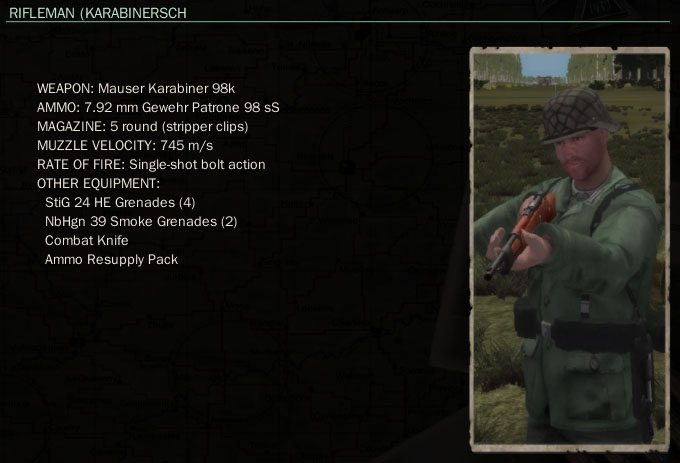 RIFLEMAN (KARABINERSCH
WEAPON: Mauser Karabiner 98k
AMMO: 7.92 mm Gewehr Patrone 98 sS
MAGAZINE: 5 round (stripper clips)
MUZZLE VELOCITY: 745 m/s
RATE OF FIRE: Single-shot bolt action
OTHER EQUIPMENT:
StiG 24 HE Grenades (4)
NbHgn 39 Smoke Grenades (2)
Combat Knife
Ammo Resupply Pack